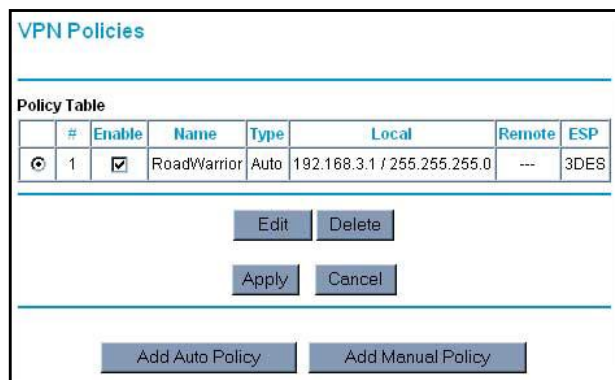 VPN Policies
Policy Table
# Enable Name Type Local Remote ESP
1 RoadWarrior Auto 192.168.3.1 / 255.255.255.0 --- 3DES
Edit Delete
Apply Cancel
Add Auto Policy Add Manual Policy